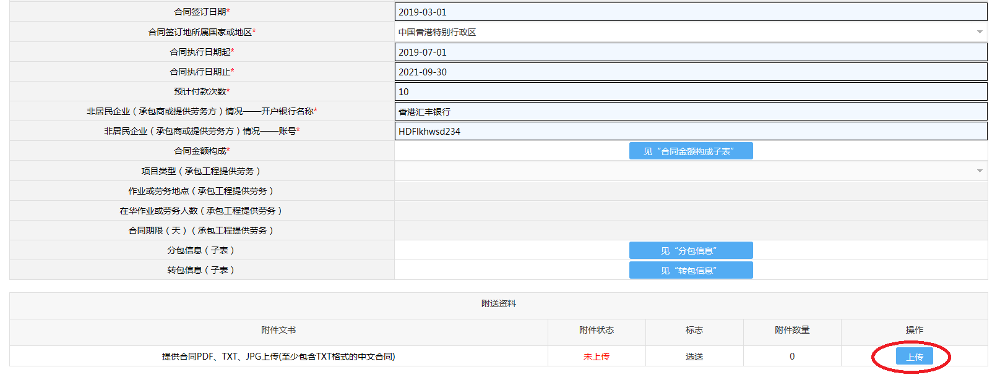 合同签订日期* 2019-03-01
合同签订地所属国家或地区* 中国香港特别行政区
合同执行日期起* 2019-07-01
合同执行日期止* 2021-09-30
预计付款次数* 10
非居民企业（承包商或提供劳务方）情况——开户银行名称* 香港汇丰银行
非居民企业（承包商或提供劳务方）情况——账号* HDFlkhwsd234
合同金额构成* 见“合同金额构成子表”
项目类型（承包工程提供劳务）
作业或劳务地点（承包工程提供劳务）
在华作业或劳务人数（承包工程提供劳务）
合同期限（天）（承包工程提供劳务）
分包信息（子表） 见“分包信息”
转包信息（子表） 见“转包信息”
附送资料
附件文书 附件状态 标志 附件数量 操作
提供合同PDF、TXT、JPG上传(至少包含TXT格式的中文合同) 未上传 选送 0 上传